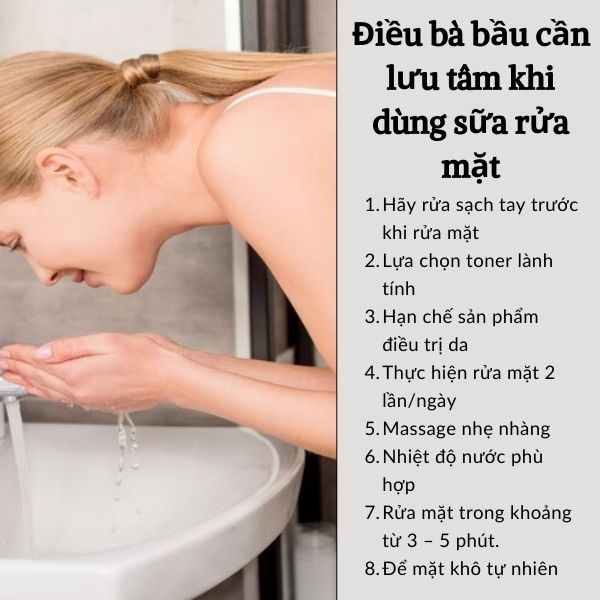 Điều bà bầu cần
lưu tâm khi
dùng sữa rửa
mặt
1. Hãy rửa sạch tay trước
khi rửa mặt
2. Lựa chọn toner lành
tính
3. Hạn chế sản phẩm
điều trị da
4. Thực hiện rửa mặt 2
lần/ngày
5. Massage nhẹ nhàng
6. Nhiệt độ nước phù
hợp
7. Rửa mặt trong khoảng
từ 3 – 5 phút.
8. Để mặt khô tự nhiên